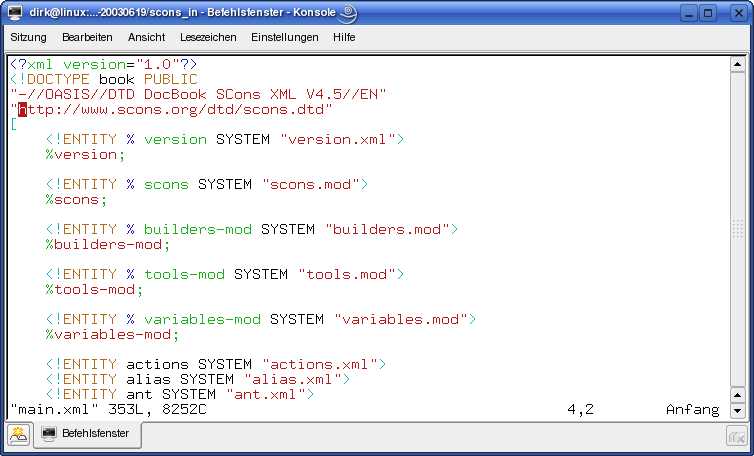 dirk@linux:...-20030619/scons_in - Befehlsfenster - Konsole
Sitzung Bearbeiten Ansicht Lesezeichen Einstellungen Hilfe
<?xml version="1.0"?>
<!DOCTYPE book PUBLIC
"-//OASIS//DTD DocBook SCons XML V4.5//EN"
"http://www.scons.org/dtd/scons.dtd"
[
    <!ENTITY % version SYSTEM "version.xml">
    %version;
    <!ENTITY % scons SYSTEM "scons.mod">
    %scons;
    <!ENTITY % builders-mod SYSTEM "builders.mod">
    %builders-mod;
    <!ENTITY % tools-mod SYSTEM "tools.mod">
    %tools-mod;
    <!ENTITY % variables-mod SYSTEM "variables.mod">
    %variables-mod;
    <!ENTITY actions SYSTEM "actions.xml">
    <!ENTITY alias SYSTEM "alias.xml">
    <!ENTITY ant SYSTEM "ant.xml">
"main.xml" 353L, 8252C 4,2 Anfang
Befehlsfenster